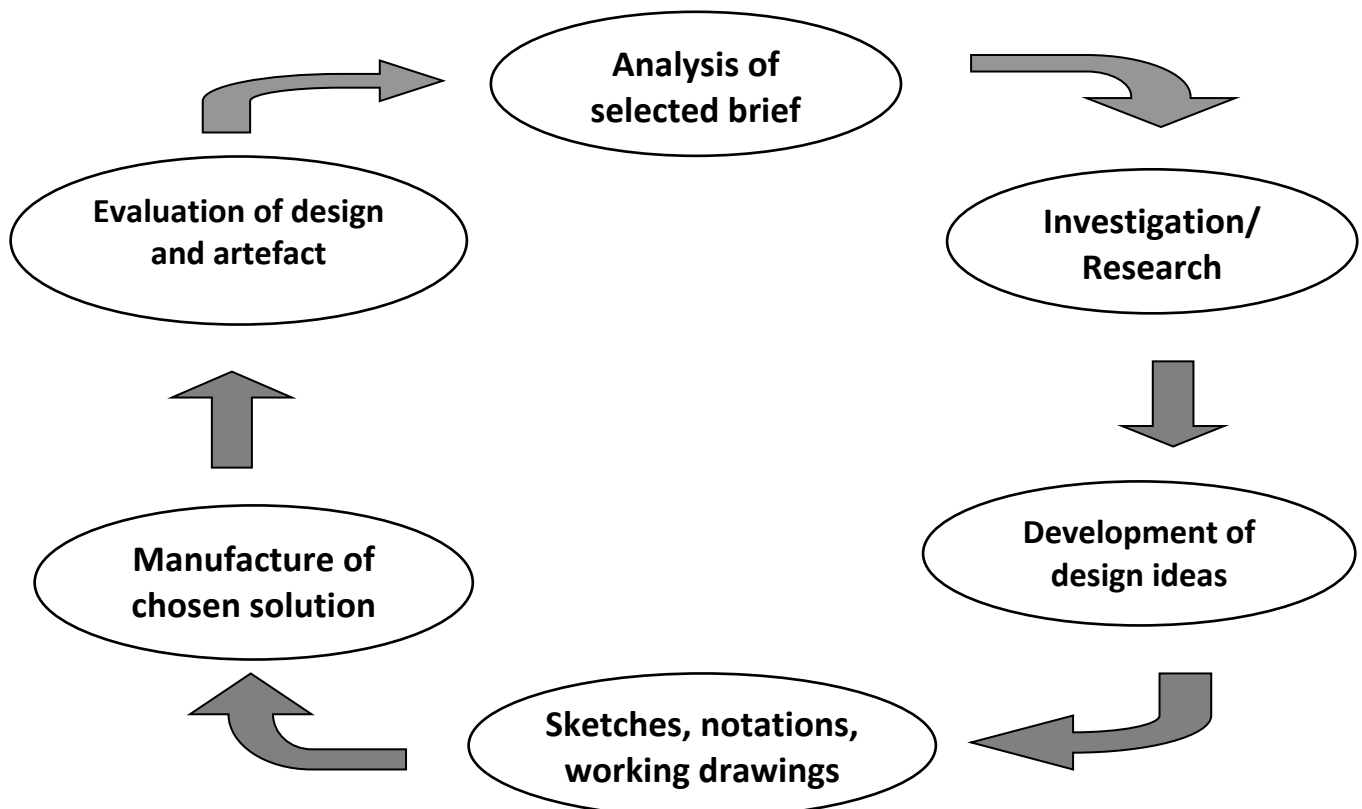 Analysis of
selected brief
Investigation/
Research
Development of
design ideas
Sketches, notations,
working drawings
Manufacture of
chosen solution
Evaluation of design
and artefact